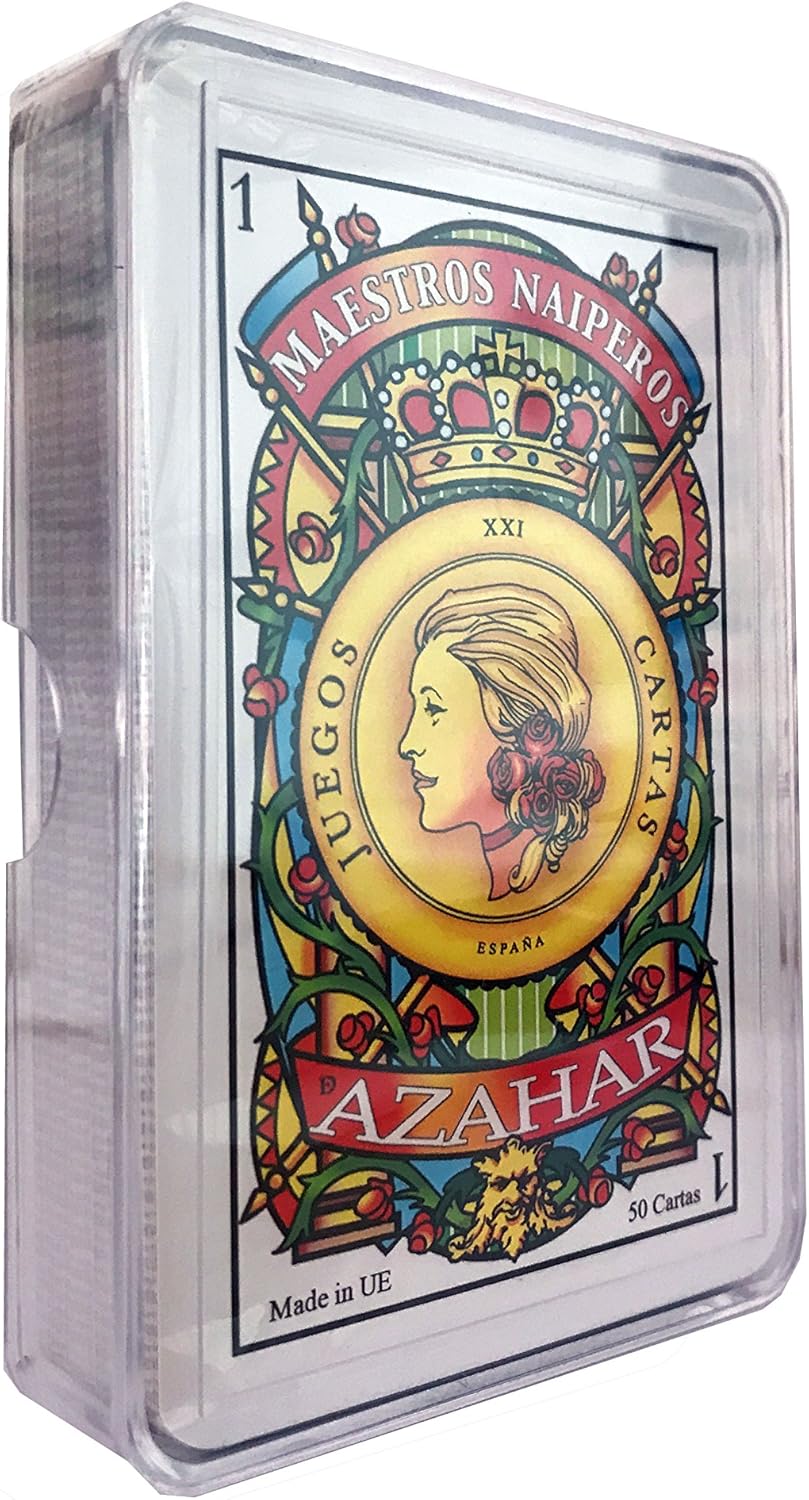 1
MAESTROS NAIPEROS
XXI
JUEGOS
CARTAS
ESPAÑA
D
AZAHAR
50 Cartas
1
Made in UE